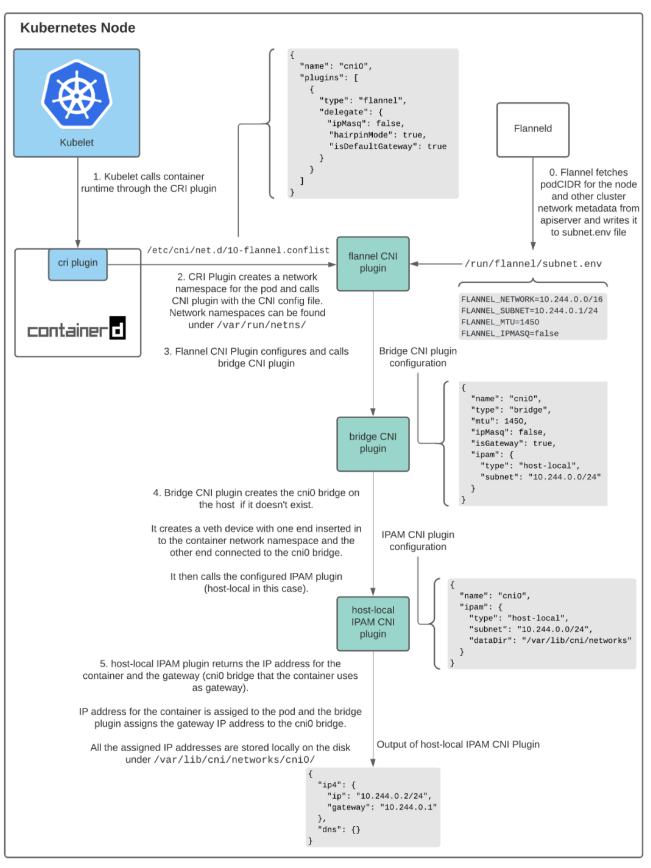 Kubernetes Node
Kubelet
1. Kubelet calls container
runtime through the CRI plugin
{
"name": "cni0",
"plugins": [
{
"type": "flannel",
"delegate": {
"ipMasq": false,
"hairpinMode": true,
"isDefaultGateway": true
}
}
]
}
Flanneld
0. Flannel fetches
podCIDR for the node
and other cluster
network metadata from
apiserver and writes it
to subnet.env file
/etc/cni/net.d/10-flannel.conflist
cri plugin
containerd
flannel CNI
plugin
/run/flannel/subnet.env
2. CRI Plugin creates a network
namespace for the pod and calls
CNI plugin with the CNI config file.
Network namespaces can be found
under /var/run/netns/
FLANNEL_NETWORK=10.244.0.0/16
FLANNEL_SUBNET=10.244.0.1/24
FLANNEL_MTU=1450
FLANNEL_IPMASQ=false
3. Flannel CNI Plugin configures and calls
bridge CNI plugin
Bridge CNI plugin
configuration
{
"name": "cni0",
"type": "bridge",
"mtu": 1450,
"ipMasq": false,
"isGateway": true,
"ipam": {
"type": "host-local",
"subnet": "10.244.0.0/24"
}
}
bridge CNI
plugin
4. Bridge CNI plugin creates the cni0 bridge on
the host if it doesn't exist.
It creates a veth device with one end inserted in
to the container network namespace and the
other end connected to the cni0 bridge.
It then calls the configured IPAM plugin
(host-local in this case).
IPAM CNI plugin
configuration
{
"name": "cni0",
"ipam": {
"type": "host-local",
"subnet": "10.244.0.0/24",
"dataDir": "/var/lib/cni/networks"
}
}
host-local
IPAM CNI
plugin
5. host-local IPAM plugin returns the IP address for the
container and the gateway (cni0 bridge that the container uses
as gateway).
IP address for the container is assiged to the pod and the bridge
plugin assigns the gateway IP address to the cni0 bridge.
All the assigned IP addresses are stored locally on the disk
under /var/lib/cni/networks/cni0/
Output of host-local IPAM CNI Plugin
{
"ip4": {
"ip": "10.244.0.2/24",
"gateway": "10.244.0.1"
},
"dns": {}
}